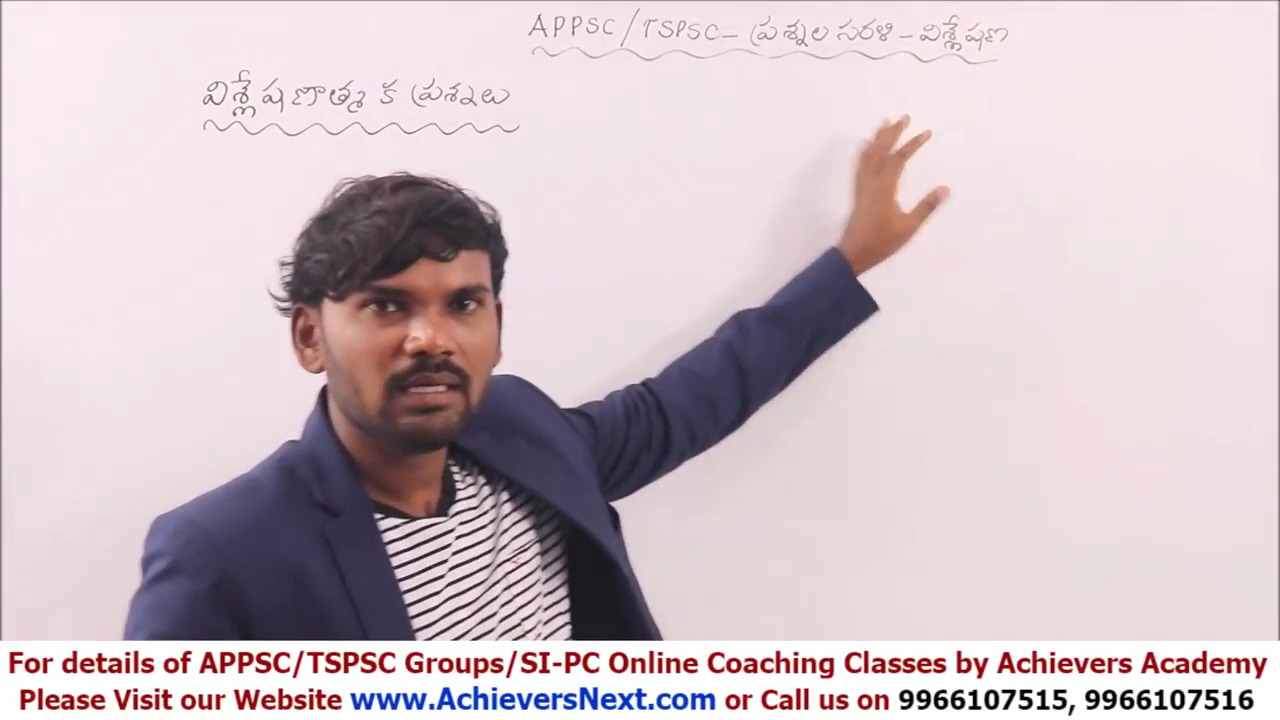 APPSC/TSPSC – ప్రశ్నల సరళి – విశ్లేషణ
విశ్లేషణాత్మక ప్రశ్నలు
For details of APPSC/TSPSC Groups/SI-PC Online Coaching Classes by Achievers Academy
Please Visit our Website www.AchieversNext.com or Call us on 9966107515, 9966107516